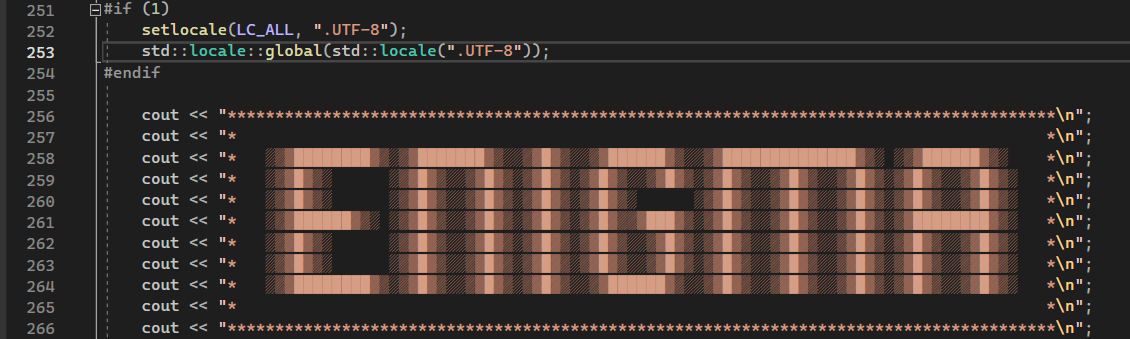 251 #if (1)
252 setlocale(LC_ALL, ".UTF-8");
253 std::locale::global(std::locale(".UTF-8"));
254 #endif
255
256 cout << "****************************************************************************************\n";
257 cout << "* *\n";
258 cout << "* *\n";
259 cout << "* *\n";
260 cout << "* *\n";
261 cout << "* *\n";
262 cout << "* *\n";
263 cout << "* *\n";
264 cout << "* *\n";
265 cout << "* *\n";
266 cout << "****************************************************************************************\n";